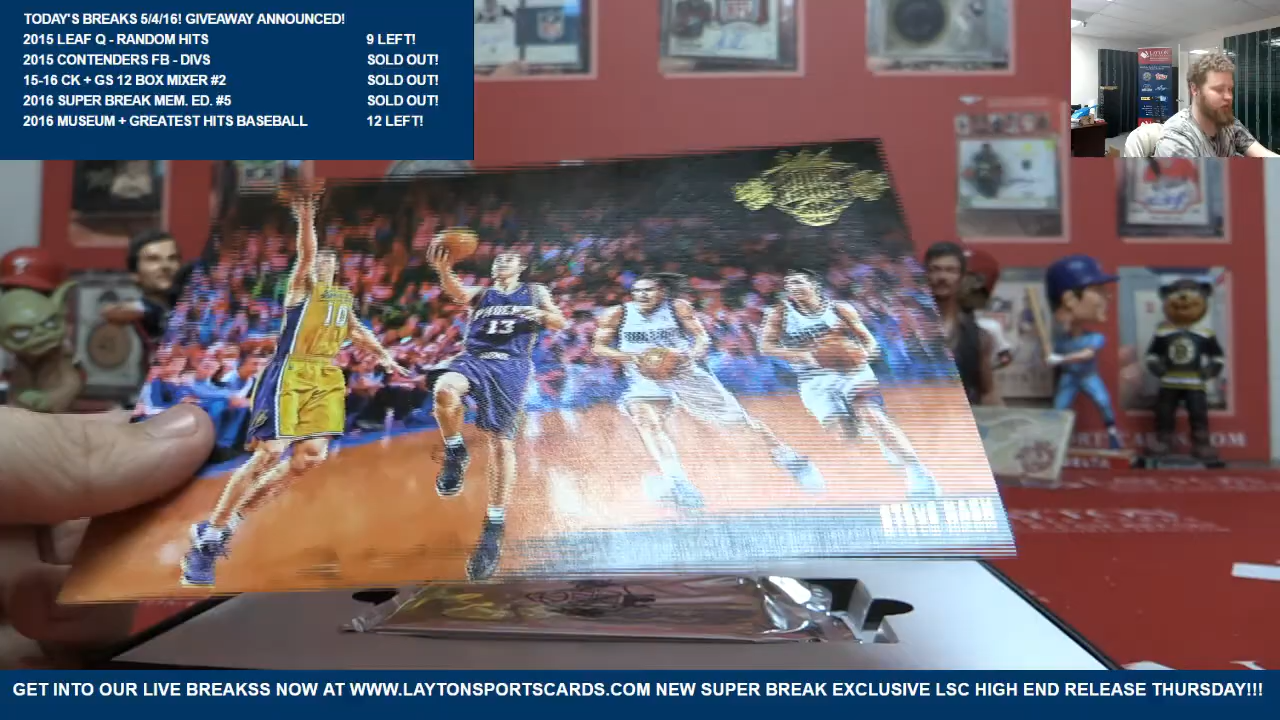 TODAY'S BREAKS 5/4/16! GIVEAWAY ANNOUNCED!
2015 LEAF Q - RANDOM HITS 9 LEFT!
2015 CONTENDERS FB - DIVS SOLD OUT!
15-16 CK + GS 12 BOX MIXER #2 SOLD OUT!
2016 SUPER BREAK MEM. ED. #5 SOLD OUT!
2016 MUSEUM + GREATEST HITS BASEBALL 12 LEFT!
10
PHOENIX
13
STEVE NASH
GET INTO OUR LIVE BREAKSS NOW AT WWW.LAYTONSPORTSCARDS.COM NEW SUPER BREAK EXCLUSIVE LSC HIGH END RELEASE THURSDAY!!!